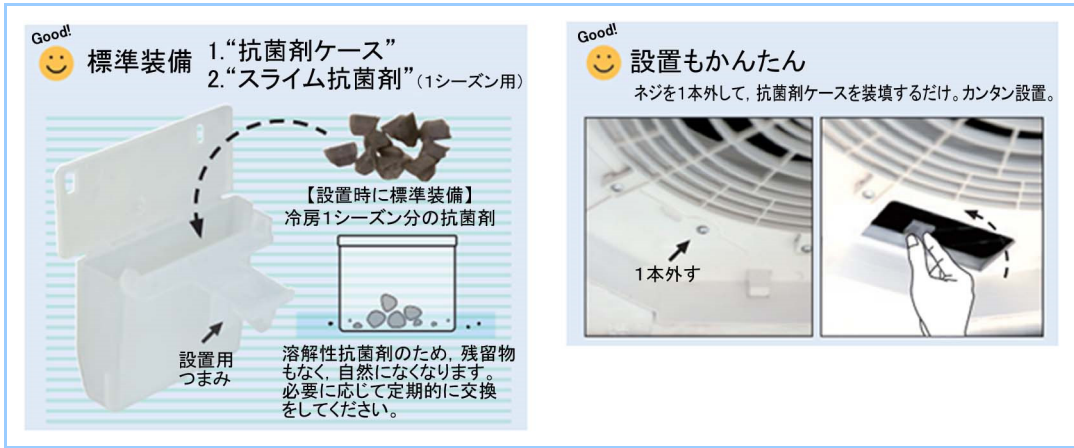 Good!
標準装備 1.“抗菌剤ケース”
2.“スライム抗菌剤”(1シーズン用)
【設置時に標準装備】
冷房1シーズン分の抗菌剤
設置用
つまみ
溶解性抗菌剤のため,残留物
もなく,自然になくなります。
必要に応じて定期的に交換
をしてください。
Good!
設置もかんたん
ネジを1本外して,抗菌剤ケースを装填するだけ。カンタン設置。
1本外す